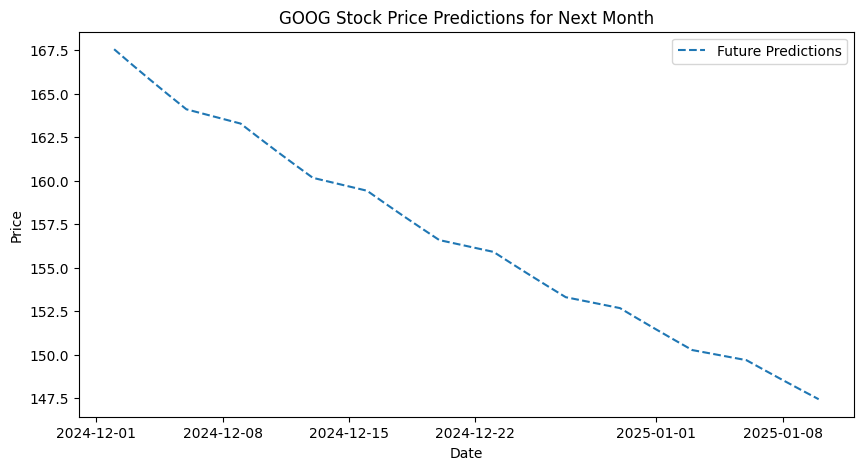 GOOG Stock Price Predictions for Next Month
Future Predictions
Price
167.5
165.0
162.5
160.0
157.5
155.0
152.5
150.0
147.5
2024-12-01 2024-12-08 2024-12-15 2024-12-22 2025-01-01 2025-01-08
Date